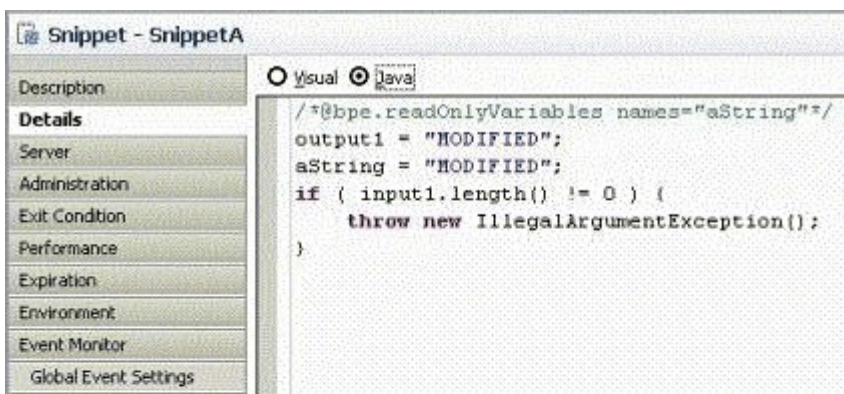 Snippet - SnippetA
Description
Details
Server
Administration
Exit Condition
Performance
Expiration
Environment
Event Monitor
Global Event Settings
Visual Java
/*@bpe.readOnlyVariables names="aString"*/
output1 = "MODIFIED";
aString = "MODIFIED";
if ( input1.length() != 0 ) {
throw new IllegalArgumentException();
}